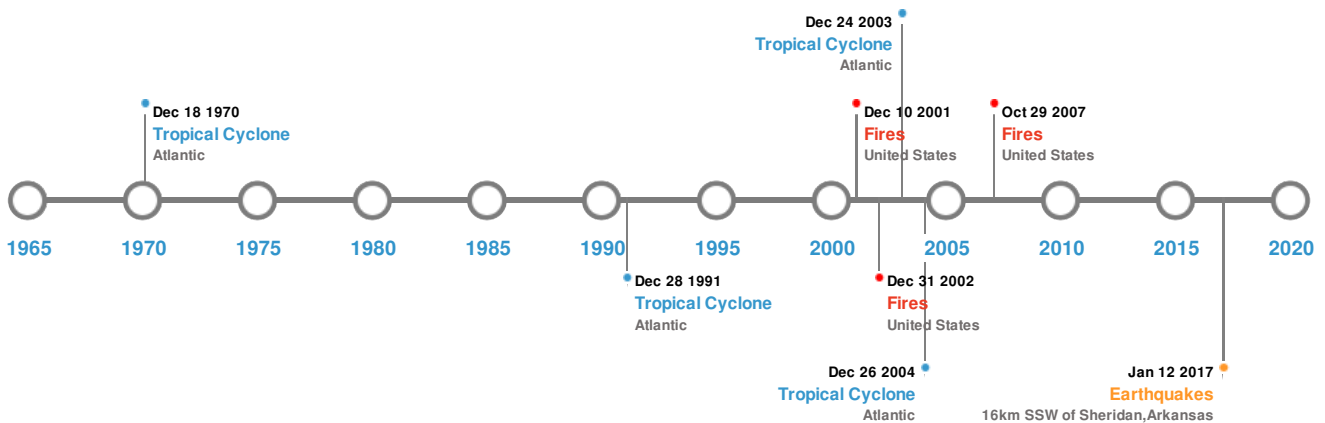 Dec 24 2003
Tropical Cyclone
Atlantic
Dec 18 1970
Tropical Cyclone
Atlantic
Dec 10 2001
Fires
United States
Oct 29 2007
Fires
United States
1965 1970 1975 1980 1985 1990 1995 2000 2005 2010 2015 2020
Dec 28 1991
Tropical Cyclone
Atlantic
Dec 31 2002
Fires
United States
Dec 26 2004
Tropical Cyclone
Atlantic
Jan 12 2017
Earthquakes
16km SSW of Sheridan,Arkansas